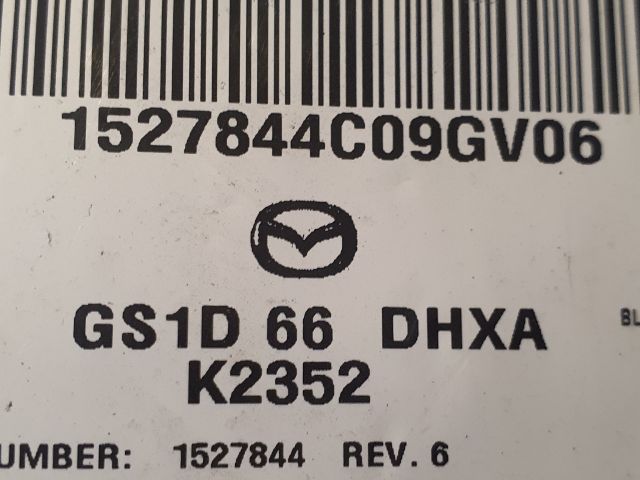 1527844C09GV06
GS1D 66 DHXA
K2352
UMBER: 1527844 REV. 6